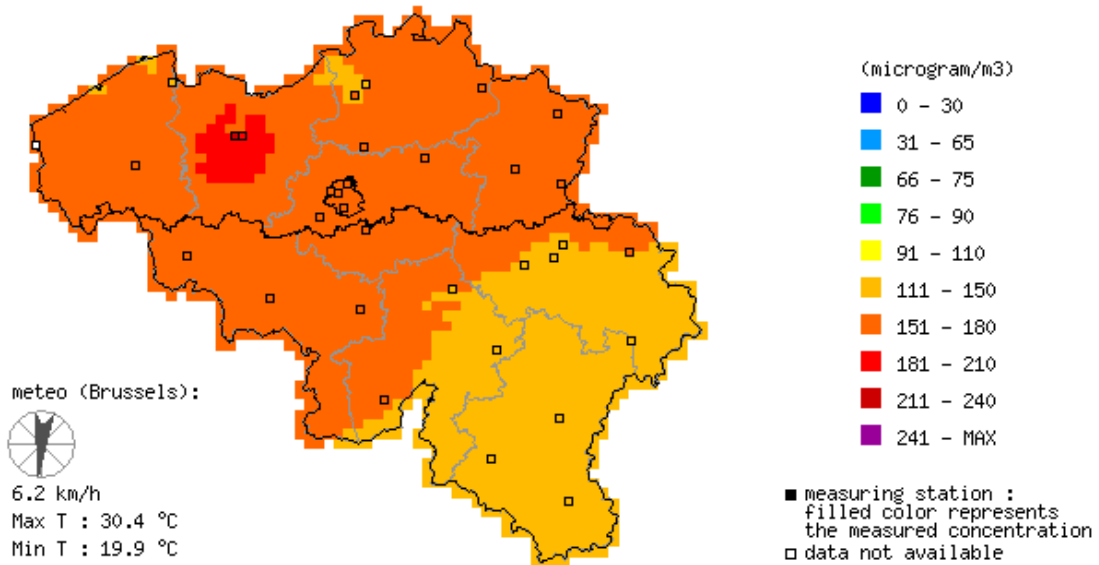 (microgram/m3)
0 - 30
31 - 65
66 - 75
76 - 90
91 - 110
111 - 150
151 - 180
181 - 210
211 - 240
241 - MAX
meteo (Brussels):
6.2 km/h
Max T : 30.4 °C
Min T : 19.9 °C
measuring station :
filled color represents
the measured concentration
data not available